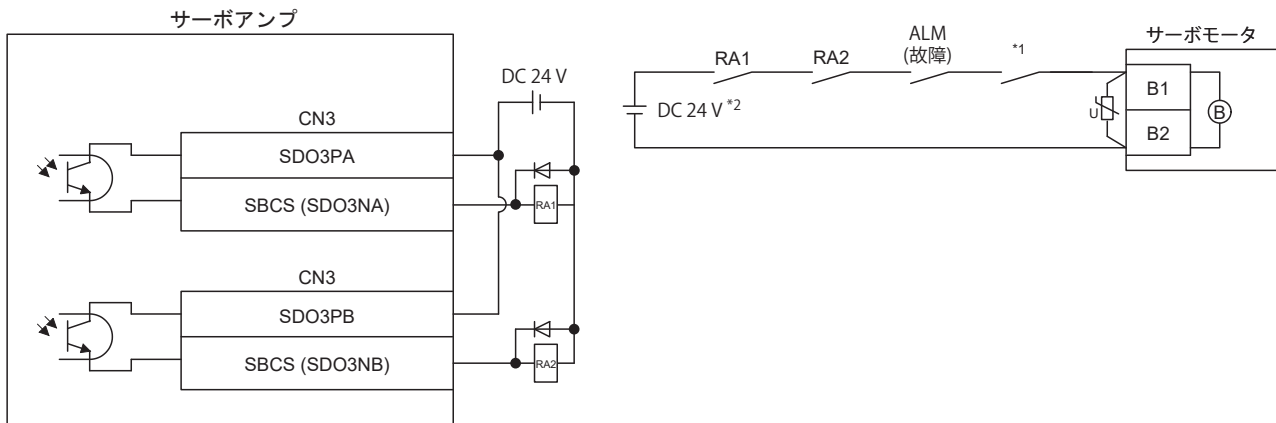 サーボアンプ
DC 24 V
CN3
SDO3PA
SBCS (SDO3NA)
RA1
CN3
SDO3PB
SBCS (SDO3NB)
RA2
サーボモータ
ALM
(故障)
*1
RA1
RA2
DC 24 V *2
U
B1
B2
B